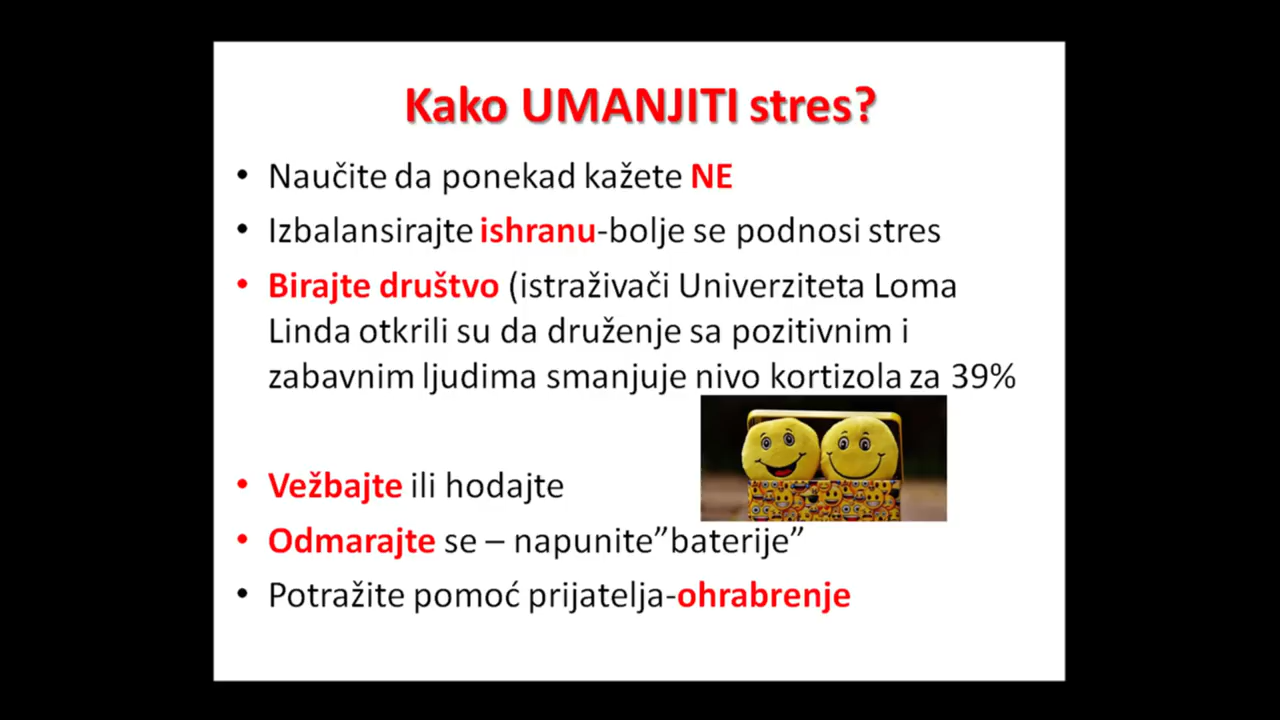 Kako UMANJITI stres?
• Naučite da ponekad kažete NE
• Izbalansirajte ishranu-bolje se podnosi stres
• Birajte društvo (istraživači Univerziteta Loma
Linda otkrili su da druženje sa pozitivnim i
zabavnim ljudima smanjuje nivo kortizola za 39%
• Vežbajte ili hodajte
• Odmarajte se – napunite”baterije”
• Potražite pomoć prijatelja-ohrabrenje